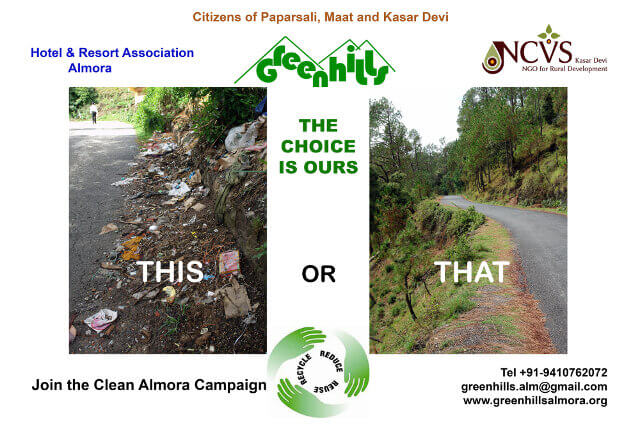 Citizens of Paparsali, Maat and Kasar Devi
Hotel & Resort Association
Almora
Greenhills
NCVS
Kasar Devi
NGO for Rural Development
THE
CHOICE
IS OURS
THIS
OR
THAT
RECYCLE REDUCE REUSE
Join the Clean Almora Campaign
Tel +91-9410762072
greenhills.alm@gmail.com
www.greenhillsalmora.org